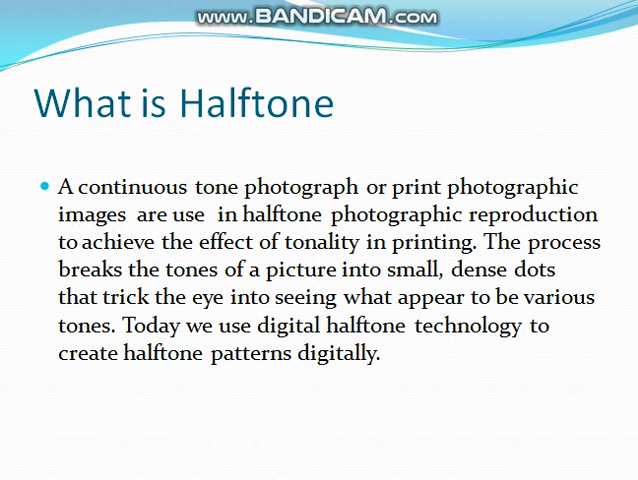 www.BANDICAM.com
What is Halftone
• A continuous tone photograph or print photographic
images are use in halftone photographic reproduction
to achieve the effect of tonality in printing. The process
breaks the tones of a picture into small, dense dots
that trick the eye into seeing what appear to be various
tones. Today we use digital halftone technology to
create halftone patterns digitally.